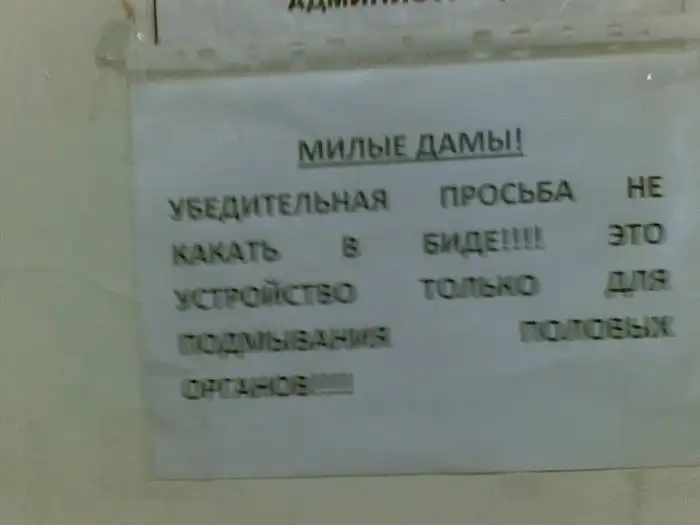 МИЛЫЕ ДАМЫ!
УБЕДИТЕЛЬНАЯ ПРОСЬБА НЕ
КАКАТЬ В БИДЕ!!!! ЭТО
УСТРОЙСТВО ТОЛЬКО ДЛЯ
ПОДМЫВАНИЯ ПОЛОВЫХ
ОРГАНОВ!!!!!